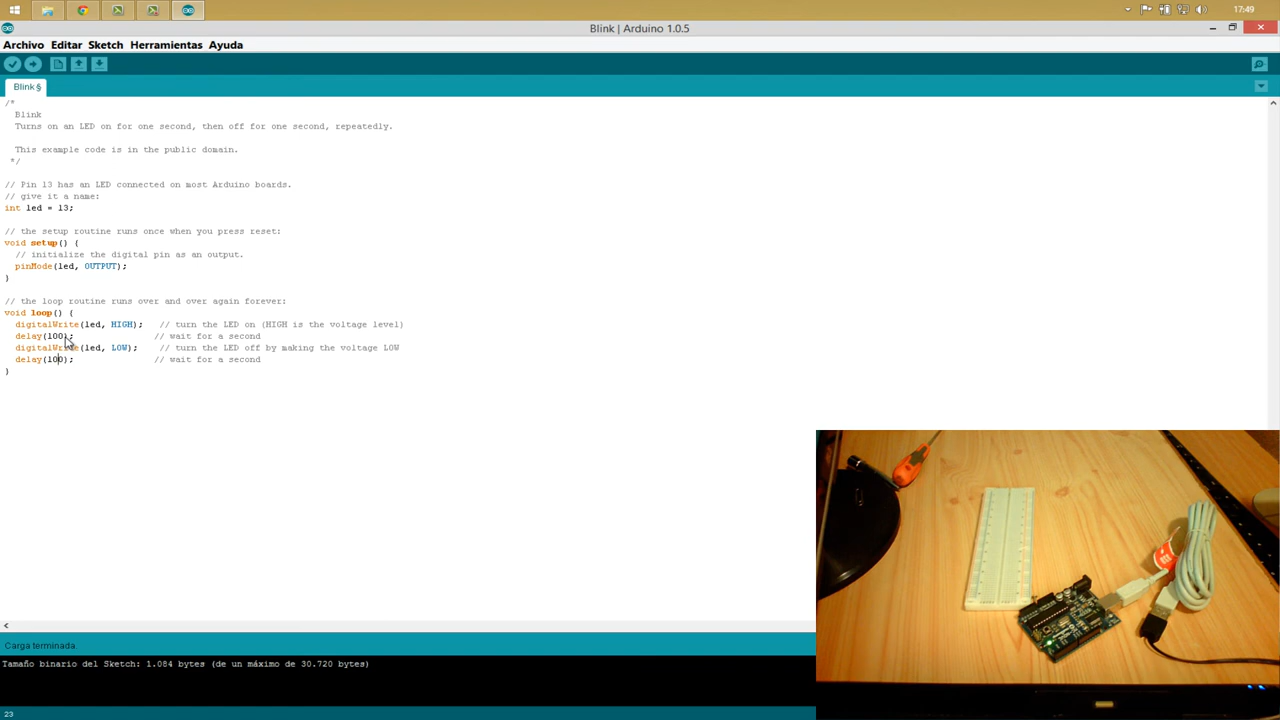 17:49
Blink | Arduino 1.0.5
Archivo Editar Sketch Herramientas Ayuda
Blink §
/*
Blink
Turns on an LED on for one second, then off for one second, repeatedly.
This example code is in the public domain.
*/
// Pin 13 has an LED connected on most Arduino boards.
// give it a name:
int led = 13;
// the setup routine runs once when you press reset:
void setup() {
// initialize the digital pin as an output.
pinMode(led, OUTPUT);
}
// the loop routine runs over and over again forever:
void loop() {
digitalWrite(led, HIGH); // turn the LED on (HIGH is the voltage level)
delay(100); // wait for a second
digitalWrite(led, LOW); // turn the LED off by making the voltage LOW
delay(100); // wait for a second
}
Carga terminada.
Tamaño binario del Sketch: 1.084 bytes (de un máximo de 30.720 bytes)
23